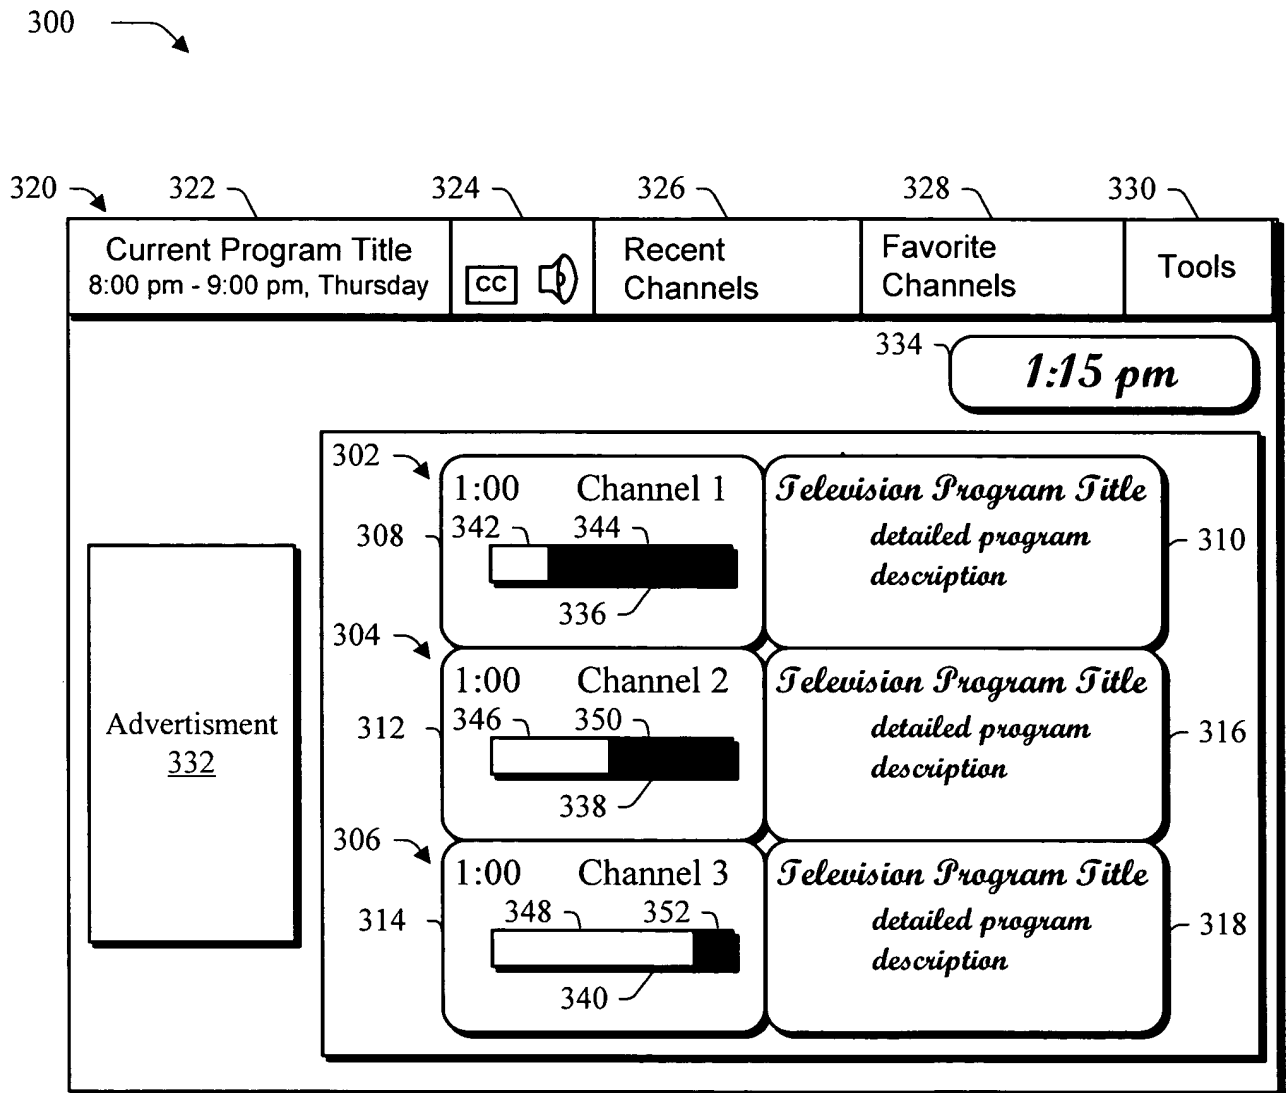 300
320 322 324 326 328 330
Current Program Title
8:00 pm - 9:00 pm, Thursday
CC
Recent
Channels
Favorite
Channels
Tools
334
1:15 pm
302
1:00 Channel 1
342 344
308
336
Television Program Title
detailed program
description
310
304
1:00 Channel 2
346 350
312
338
Television Program Title
detailed program
description
316
306
1:00 Channel 3
348 352
314
340
Television Program Title
detailed program
description
318
Advertisment
332